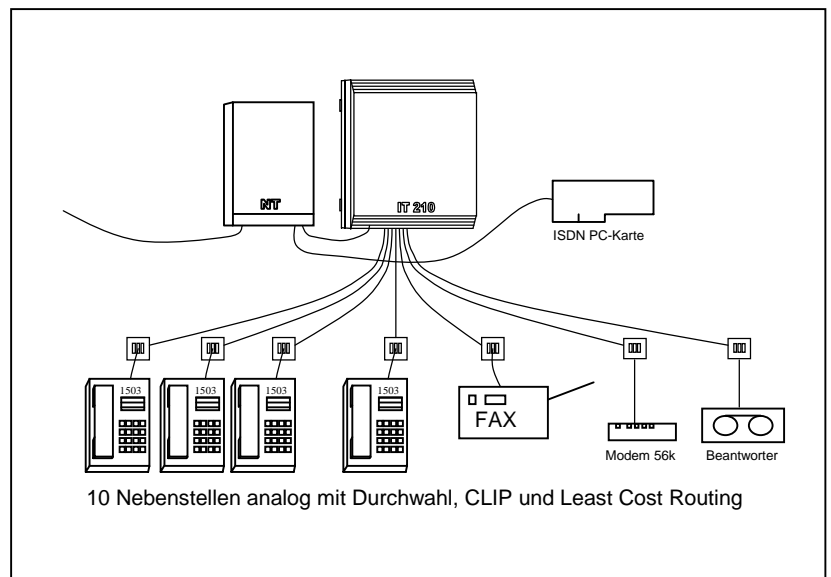 NT
IT 210
ISDN PC-Karte
1503
1503
1503
1503
FAX
Modem 56k
Beantworter
10 Nebenstellen analog mit Durchwahl, CLIP und Least Cost Routing